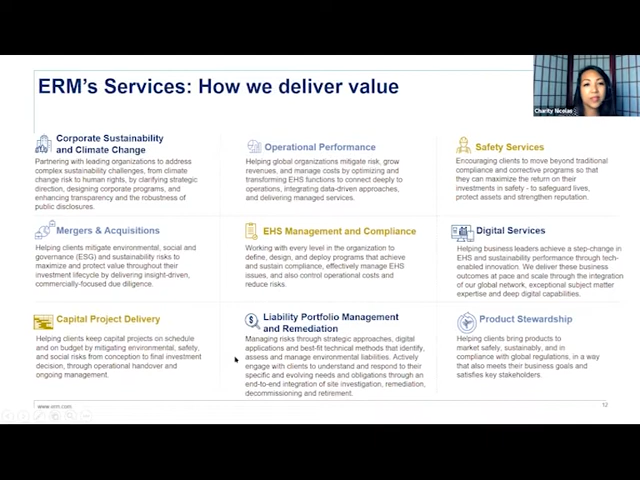 ERM's Services: How we deliver value
Charity Nicolas
Corporate Sustainability
and Climate Change
Partnering with leading organizations to address
complex sustainability challenges, from climate
change risk to human rights, by clarifying strategic
direction, designing corporate programs, and
enhancing transparency and the robustness of
public disclosures.
Operational Performance
Helping global organizations mitigate risk, grow
revenues, and manage costs by optimizing and
transforming EHS functions to connect deeply to
operations, integrating data-driven approaches,
and delivering managed services.
Safety Services
Encouraging clients to move beyond traditional
compliance and corrective programs so that
they can maximize the return on their
investments in safety - to safeguard lives,
protect assets and strengthen reputation.
Mergers & Acquisitions
Helping clients mitigate environmental, social and
governance (ESG) and sustainability risks to
maximize and protect value throughout their
investment lifecycle by delivering insight-driven,
commercially-focused due diligence.
EHS Management and Compliance
Working with every level in the organization to
define, design, and deploy programs that achieve
and sustain compliance, effectively manage EHS
issues, and also control operational costs and
reduce risks.
Digital Services
Helping business leaders achieve a step-change in
EHS and sustainability performance through tech-
enabled innovation. We deliver these business
outcomes at pace and scale through the integration
of our global network, exceptional subject matter
expertise and deep digital capabilities.
Capital Project Delivery
Helping clients keep capital projects on schedule
and on budget by mitigating environmental, safety,
and social risks from conception to final investment
decision, through operational handover and
ongoing management.
Liability Portfolio Management
and Remediation
Managing risks through strategic approaches, digital
applications and best-fit technical methods that identify,
assess and manage environmental liabilities. Actively
engage with clients to understand and respond to their
specific and evolving needs and obligations through an
end-to-end integration of site investigation, remediation,
decommissioning and retirement.
Product Stewardship
Helping clients bring products to
market safely, sustainably, and in
compliance with global regulations, in a way
that also meets their business goals and
satisfies key stakeholders.
www.erm.com
12